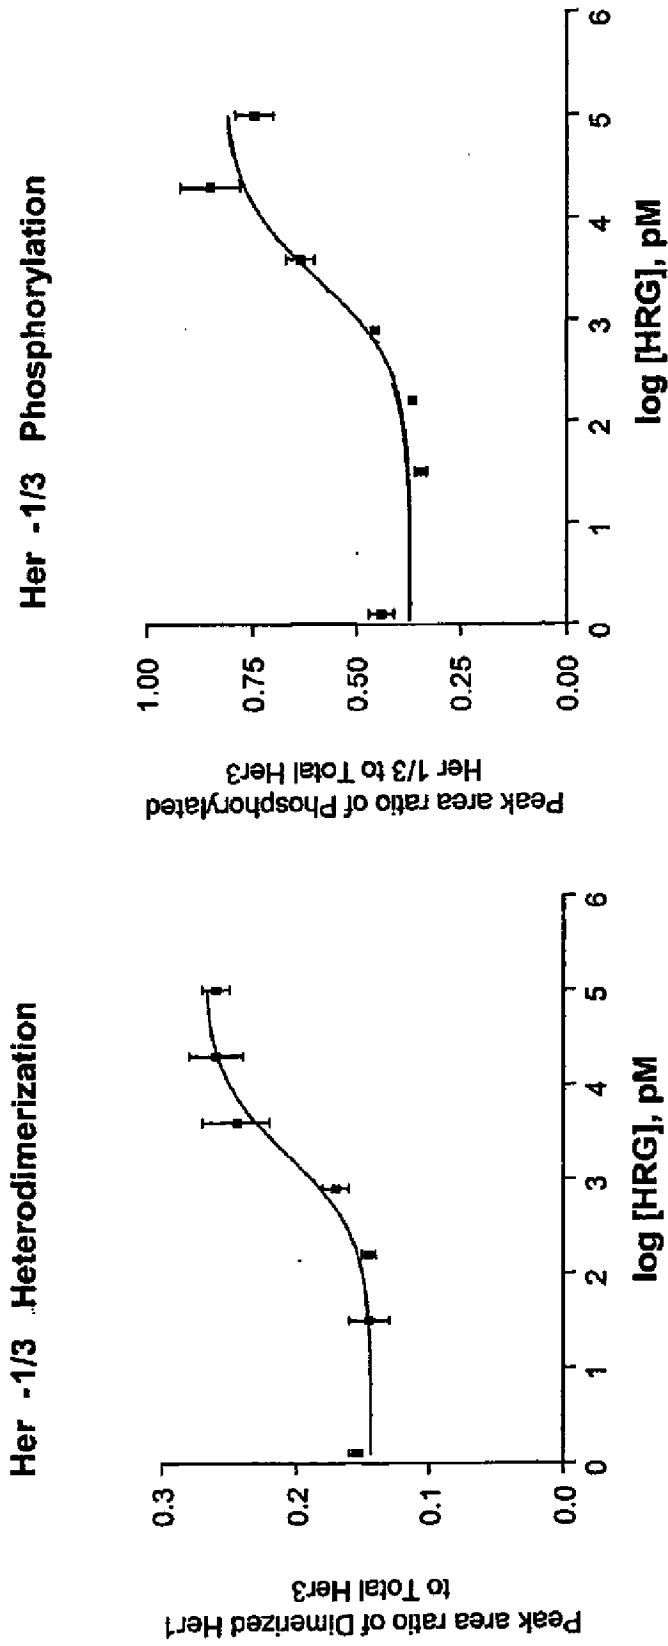 Her -1/3 Heterodimerization
Peak area ratio of Dimerized Her1
to Total Her3
0.3
0.2
0.1
0.0
0 1 2 3 4 5 6
log [HRG], pM
Her -1/3 Phosphorylation
Peak area ratio of Phosphorylated
Her 1/3 to Total Her3
1.00
0.75
0.50
0.25
0.00
0 1 2 3 4 5 6
log [HRG], pM